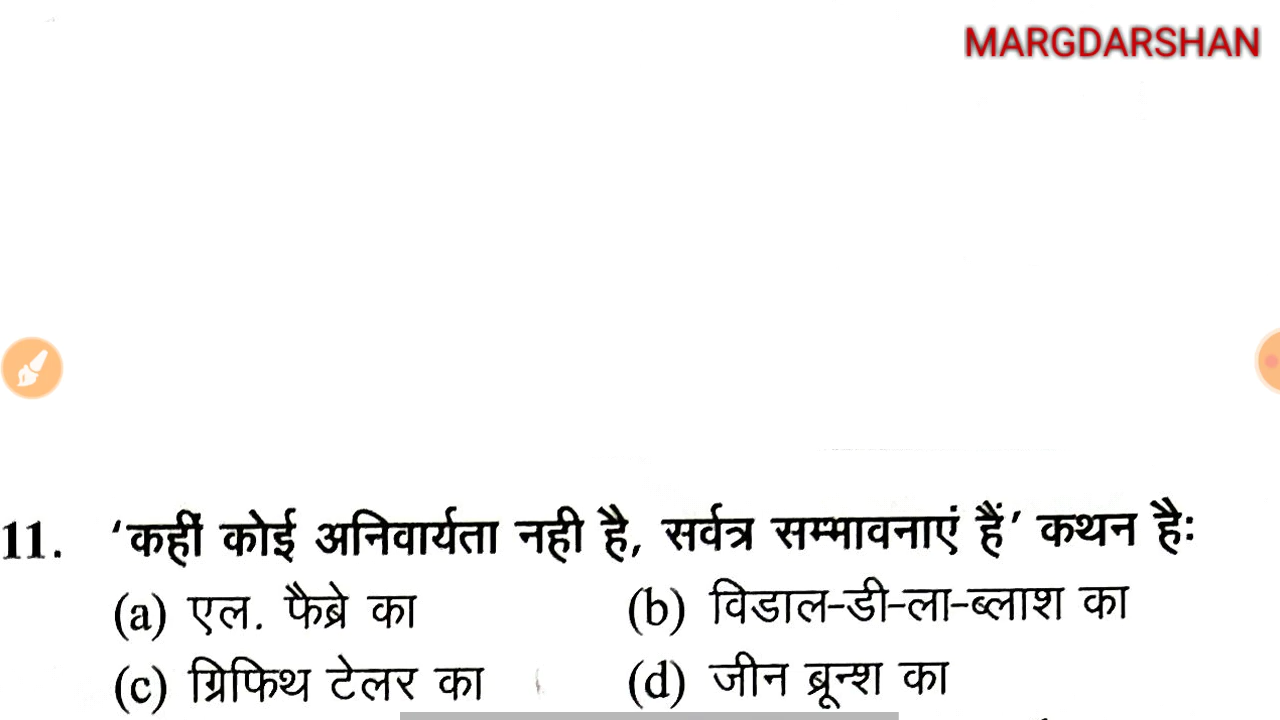 MARGDARSHAN
11. ‘कहीं कोई अनिवार्यता नही है, सर्वत्र सम्भावनाएं हैं’ कथन है:
(a) एल. फैब्रे का (b) विडाल-डी-ला-ब्लाश का
(c) ग्रिफिथ टेलर का (d) जीन ब्रून्श का